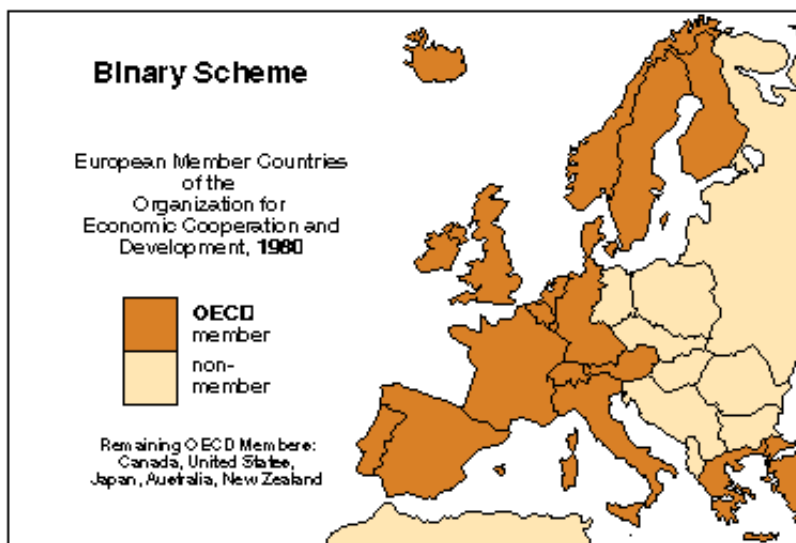 Binary Scheme
European Member Countries
of the
Organization for
Economic Cooperation and
Development, 1980
OECD
member
non-
member
Remaining OECD Members:
Canada, United States,
Japan, Australia, New Zealand